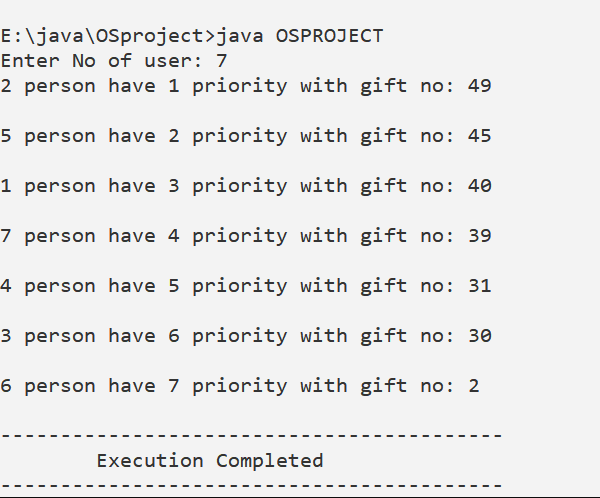 E:\java\OSproject>java OSPROJECT
Enter No of user: 7
2 person have 1 priority with gift no: 49
5 person have 2 priority with gift no: 45
1 person have 3 priority with gift no: 40
7 person have 4 priority with gift no: 39
4 person have 5 priority with gift no: 31
3 person have 6 priority with gift no: 30
6 person have 7 priority with gift no: 2
------------------------------------------
Execution Completed
------------------------------------------